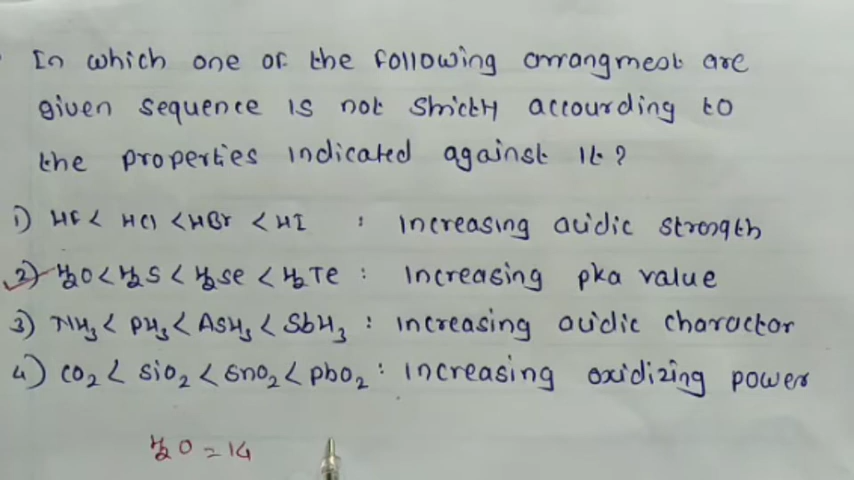 In which one of the following arrangmest are
given sequence is not strictly accourding to
the properties indicated against it?
1) HF < HCl < HBr < HI : Increasing acidic strength
2) H₂O < H₂S < H₂Se < H₂Te : Increasing pka value
3) NH₃ < PH₃ < AsH₃ < SbH₃ : increasing acidic charactor
4) CO₂ < SiO₂ < SnO₂ < PbO₂ : increasing oxidizing power
H₂O = 14